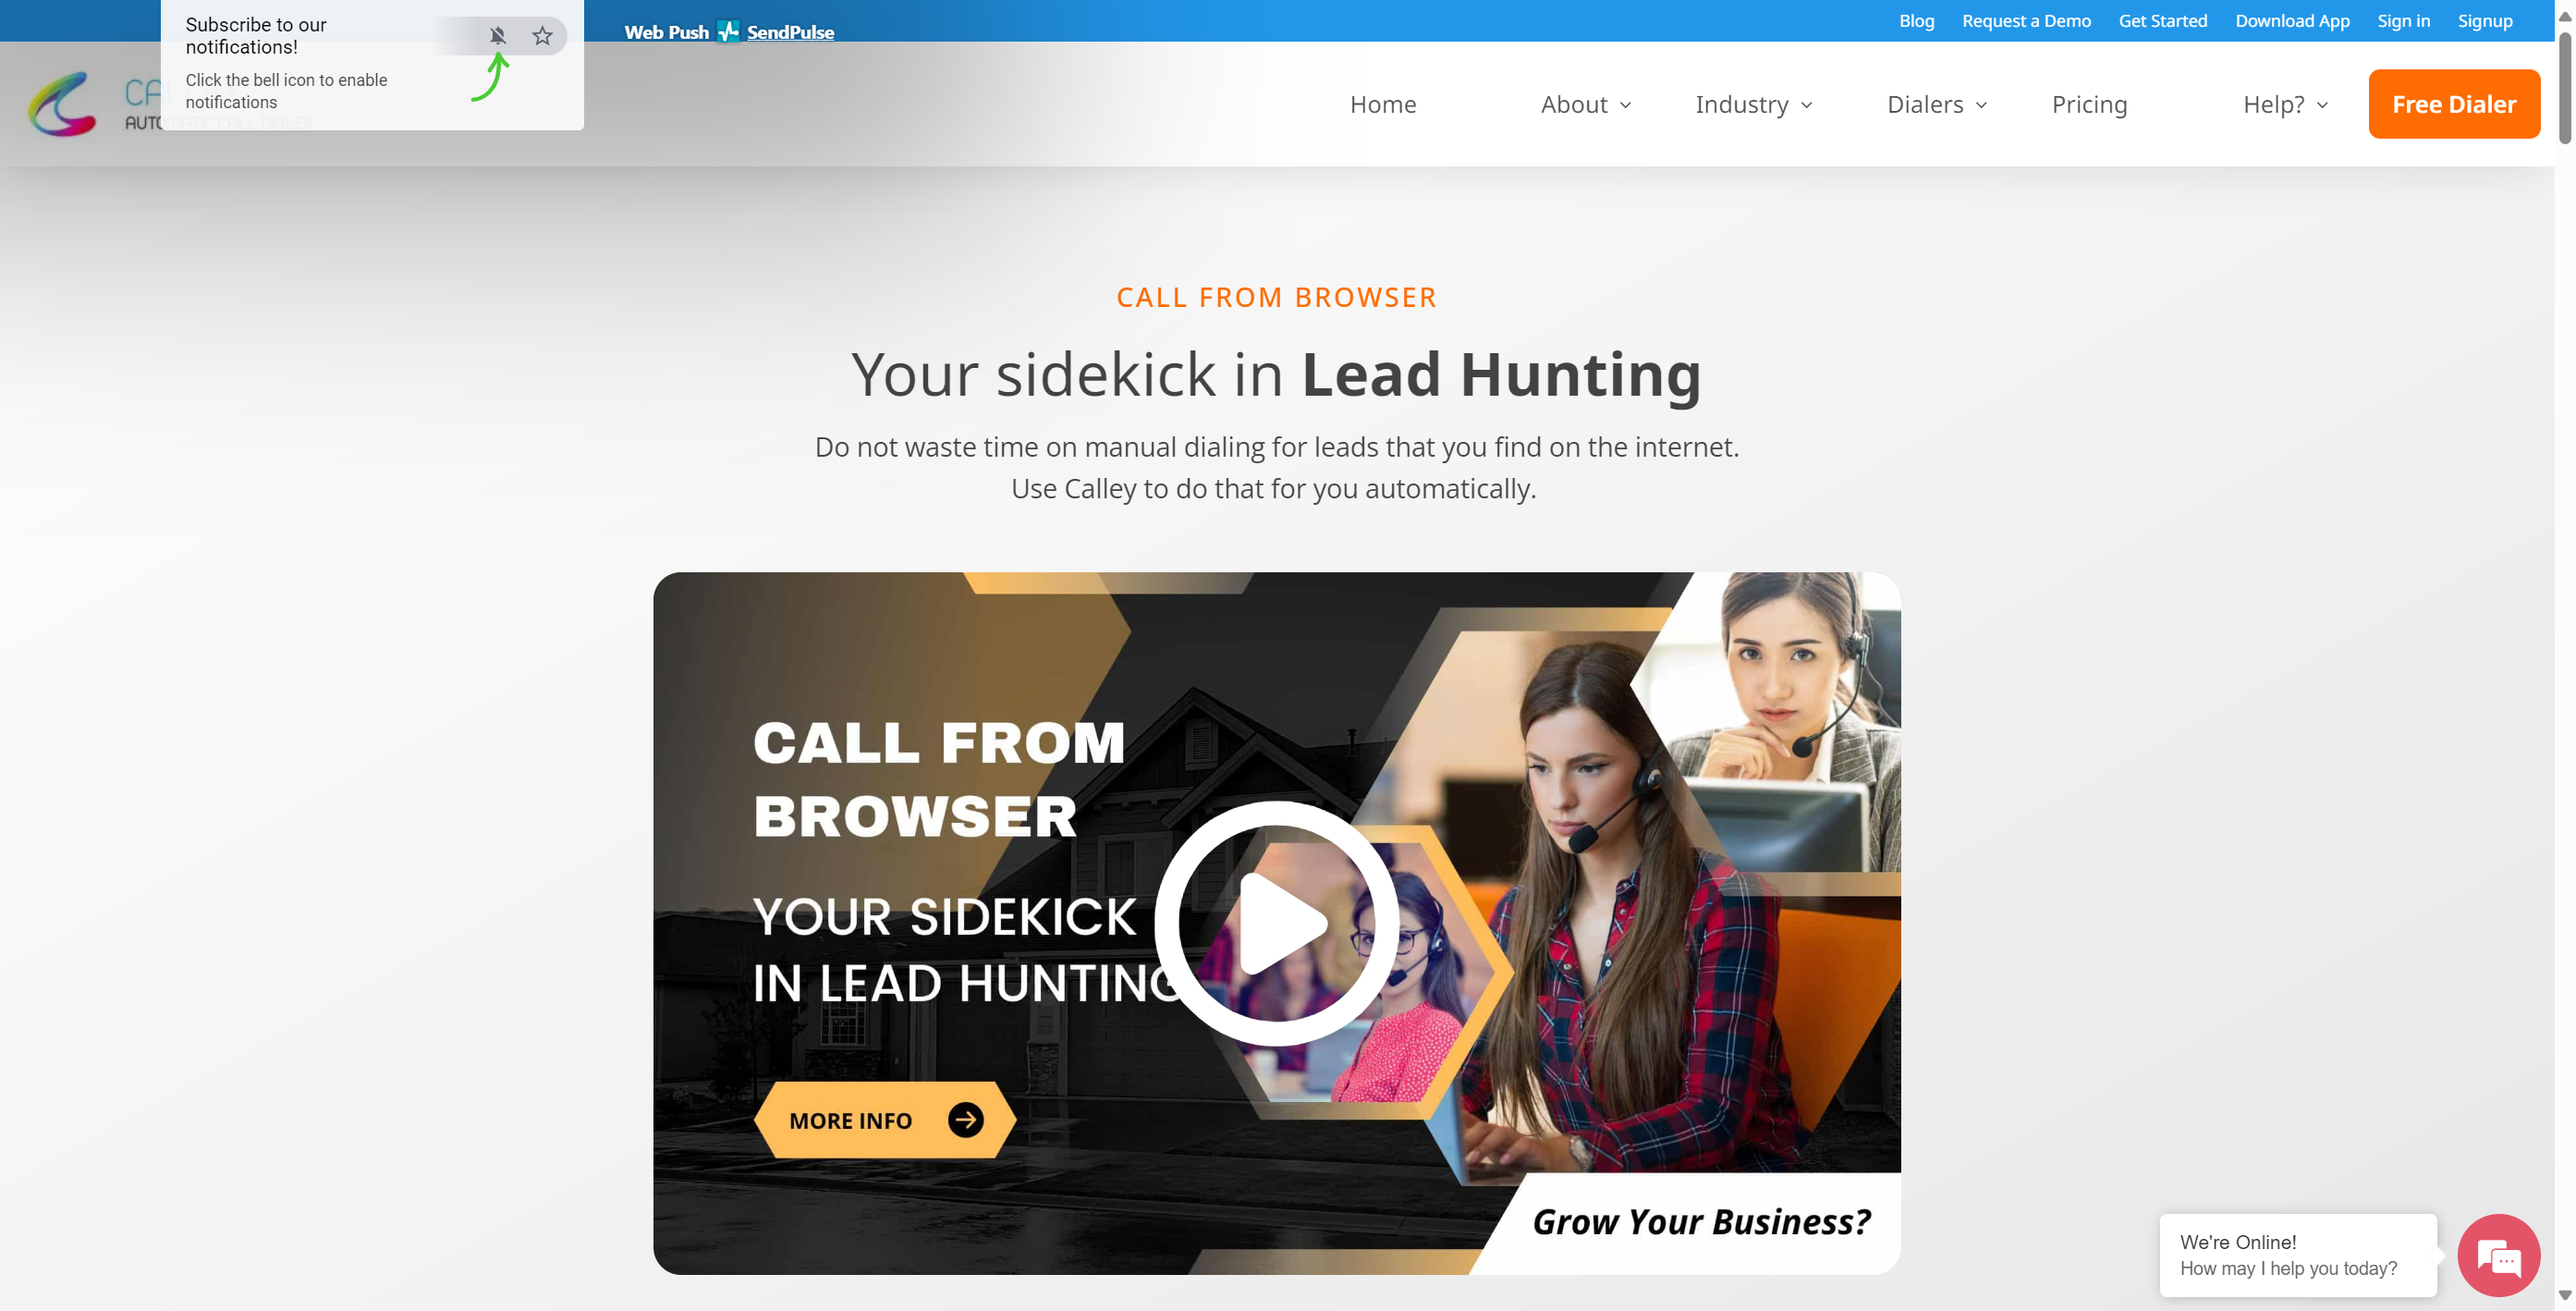 Subscribe to our
notifications!
Click the bell icon to enable
notifications
Web Push SendPulse
Blog Request a Demo Get Started Download App Sign in Signup
Home About Industry Dialers Pricing Help? Free Dialer
CALL FROM BROWSER
Your sidekick in Lead Hunting
Do not waste time on manual dialing for leads that you find on the internet.
Use Calley to do that for you automatically.
CALL FROM
BROWSER
YOUR SIDEKICK
IN LEAD HUNTING
MORE INFO
Grow Your Business?
We're Online!
How may I help you today?